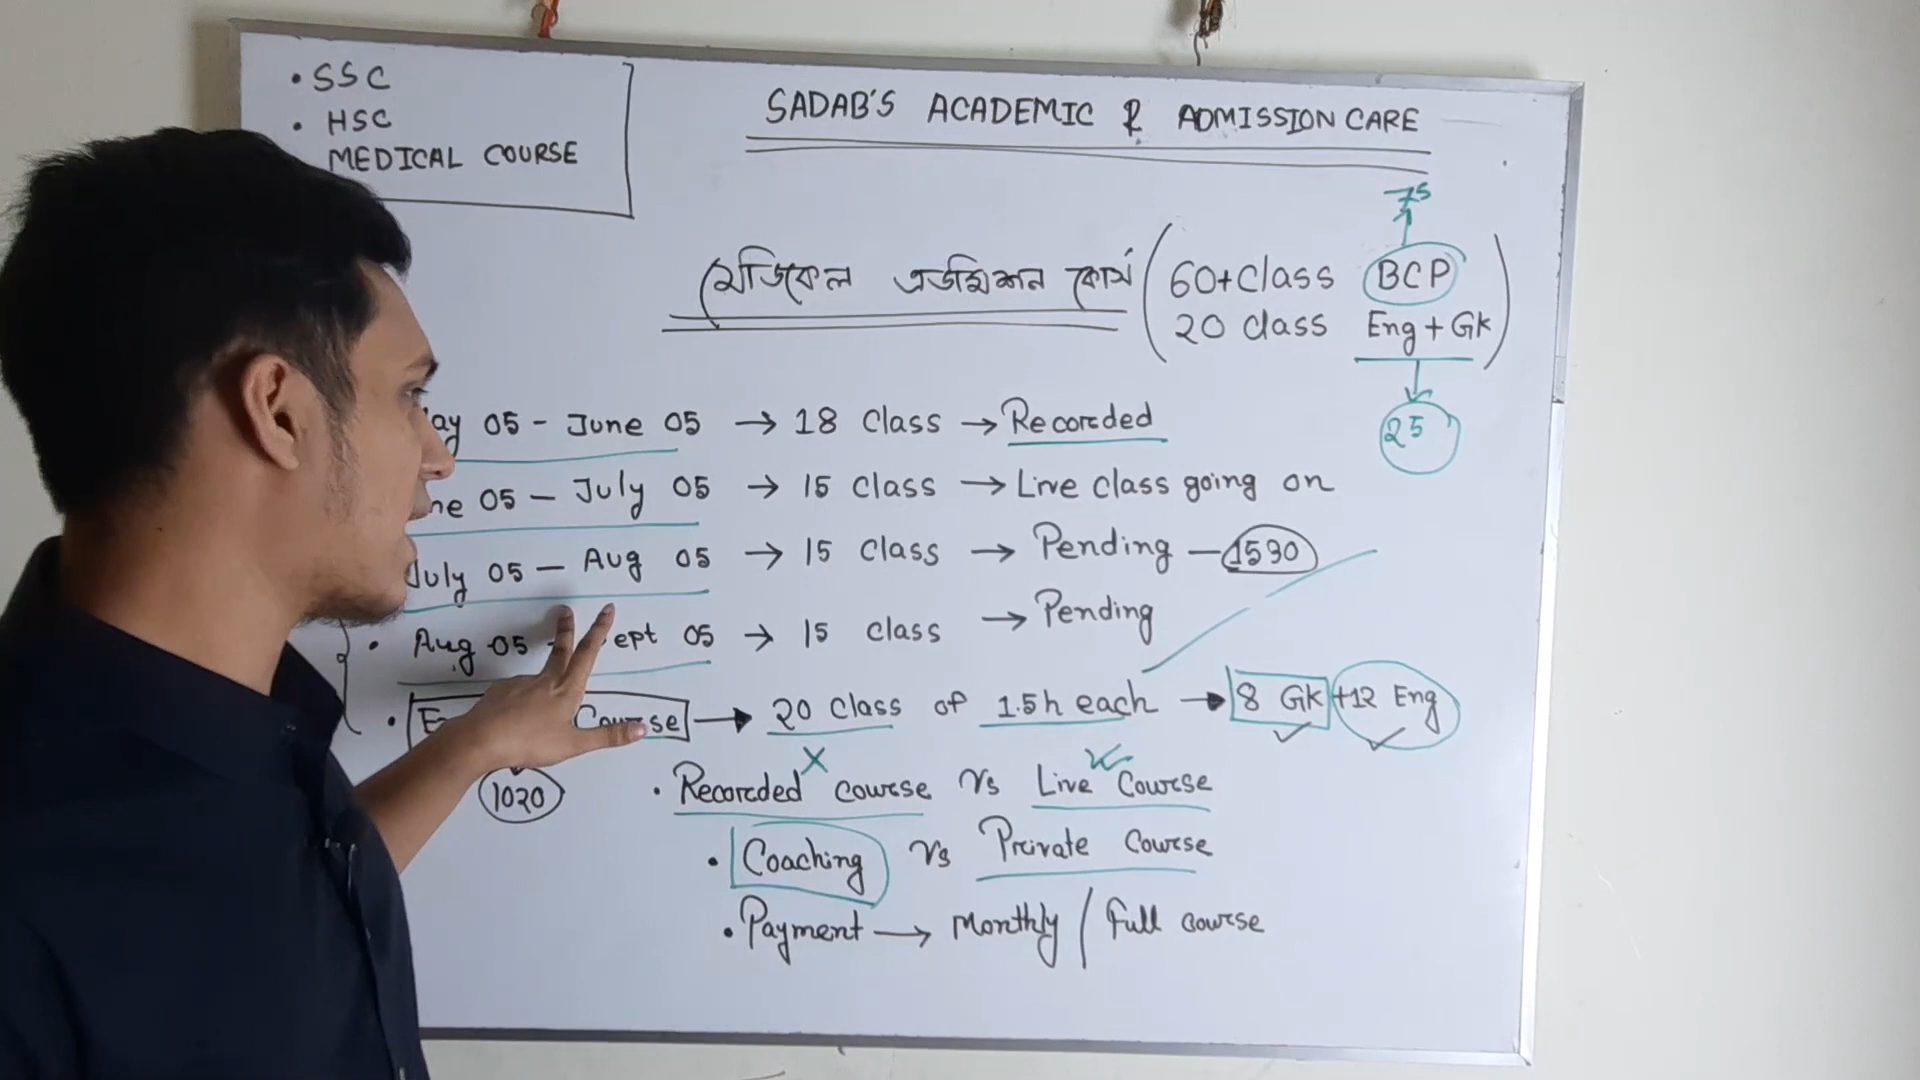 • SSC
• HSC
MEDICAL COURSE
SADAB'S ACADEMIC & ADMISSION CARE
75
মেডিকেল এডমিশন কোর্স (60+ Class BCP
20 class Eng + Gk)
25
05 - June 05 → 18 Class → Recorded
05 - July 05 → 15 Class → Live class going on
July 05 - Aug 05 → 15 Class → Pending - 1530
• Aug 05 - 05 → 15 class → Pending
• Course → 20 Class of 1.5h each → 8 Gk +12 Eng
1020
• Recorded course vs Live Course
• Coaching vs Private Course
• Payment → Monthly / Full course